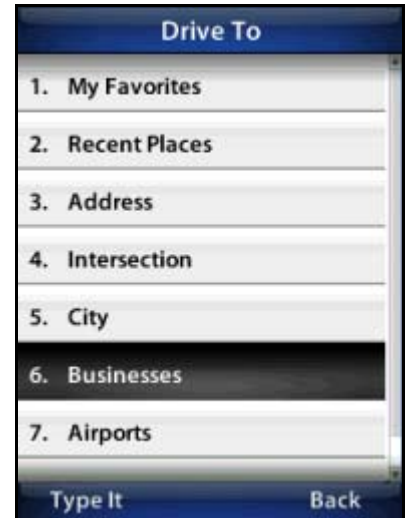 Drive To
1. My Favorites
2. Recent Places
3. Address
4. Intersection
5. City
6. Businesses
7. Airports
Type It Back